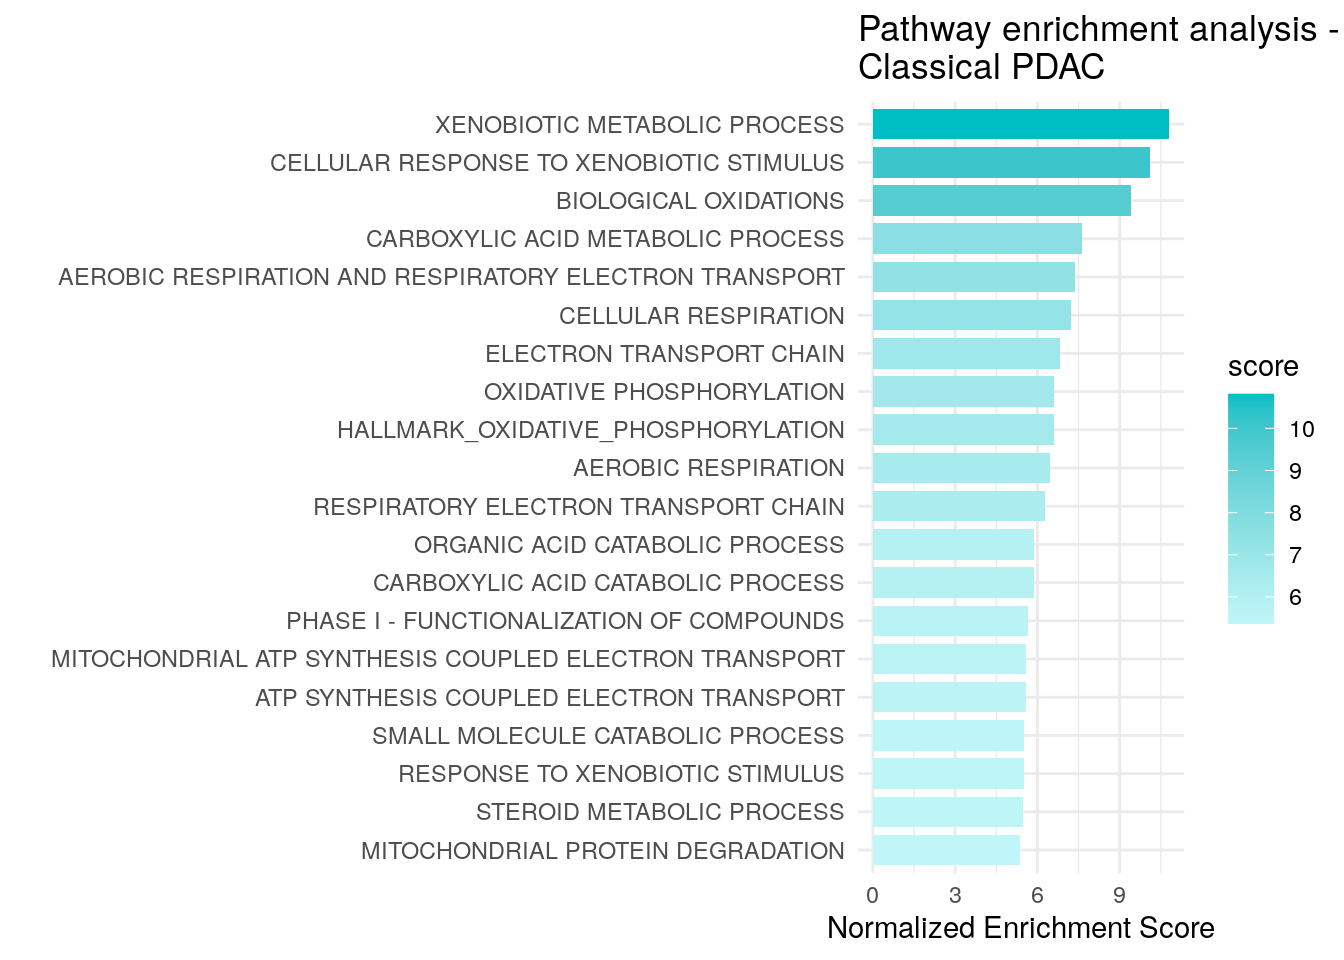 Pathway enrichment analysis -
Classical PDAC
XENOBIOTIC METABOLIC PROCESS
CELLULAR RESPONSE TO XENOBIOTIC STIMULUS
BIOLOGICAL OXIDATIONS
CARBOXYLIC ACID METABOLIC PROCESS
AEROBIC RESPIRATION AND RESPIRATORY ELECTRON TRANSPORT
CELLULAR RESPIRATION
ELECTRON TRANSPORT CHAIN
OXIDATIVE PHOSPHORYLATION
HALLMARK_OXIDATIVE_PHOSPHORYLATION
AEROBIC RESPIRATION
RESPIRATORY ELECTRON TRANSPORT CHAIN
ORGANIC ACID CATABOLIC PROCESS
CARBOXYLIC ACID CATABOLIC PROCESS
PHASE I - FUNCTIONALIZATION OF COMPOUNDS
MITOCHONDRIAL ATP SYNTHESIS COUPLED ELECTRON TRANSPORT
ATP SYNTHESIS COUPLED ELECTRON TRANSPORT
SMALL MOLECULE CATABOLIC PROCESS
RESPONSE TO XENOBIOTIC STIMULUS
STEROID METABOLIC PROCESS
MITOCHONDRIAL PROTEIN DEGRADATION
0 3 6 9
Normalized Enrichment Score
score
10
9
8
7
6